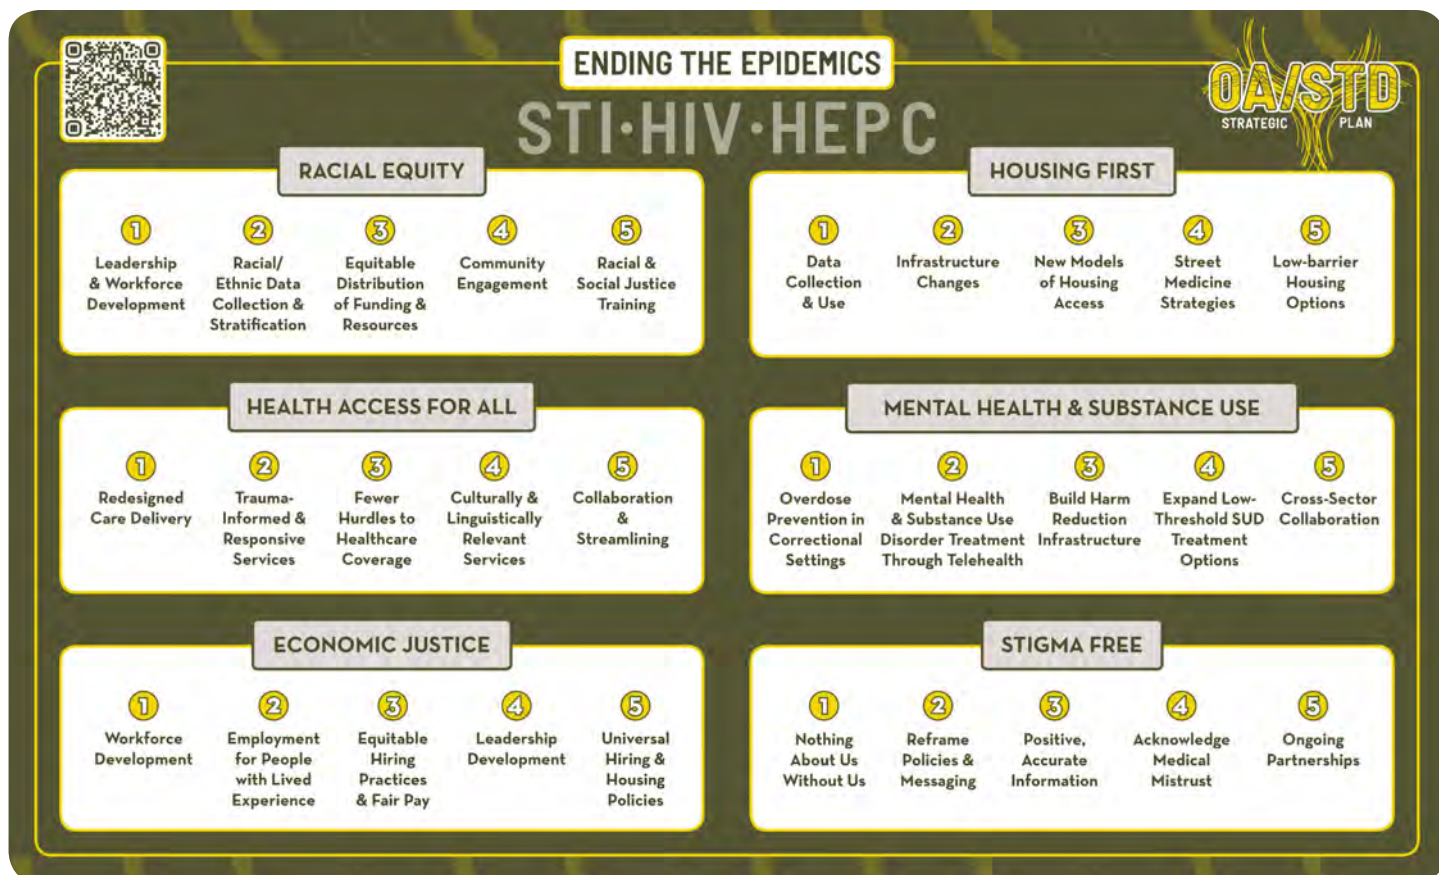 ENDING THE EPIDEMICS
STI·HIV·HEPC
OA/STD
STRATEGIC PLAN
RACIAL EQUITY
1
Leadership
& Workforce
Development
2
Racial/
Ethnic Data
Collection &
Stratification
3
Equitable
Distribution
of Funding &
Resources
4
Community
Engagement
5
Racial &
Social Justice
Training
HOUSING FIRST
1
Data
Collection
& Use
2
Infrastructure
Changes
3
New Models
of Housing
Access
4
Street
Medicine
Strategies
5
Low-barrier
Housing
Options
HEALTH ACCESS FOR ALL
1
Redesigned
Care Delivery
2
Trauma-
Informed &
Responsive
Services
3
Fewer
Hurdles to
Healthcare
Coverage
4
Culturally &
Linguistically
Relevant
Services
5
Collaboration
&
Streamlining
MENTAL HEALTH & SUBSTANCE USE
1
Overdose
Prevention in
Correctional
Settings
2
Mental Health
& Substance Use
Disorder Treatment
Through Telehealth
3
Build Harm
Reduction
Infrastructure
4
Expand Low-
Threshold SUD
Treatment
Options
5
Cross-Sector
Collaboration
ECONOMIC JUSTICE
1
Workforce
Development
2
Employment
for People
with Lived
Experience
3
Equitable
Hiring
Practices
& Fair Pay
4
Leadership
Development
5
Universal
Hiring &
Housing
Policies
STIGMA FREE
1
Nothing
About Us
Without Us
2
Reframe
Policies &
Messaging
3
Positive,
Accurate
Information
4
Acknowledge
Medical
Mistrust
5
Ongoing
Partnerships